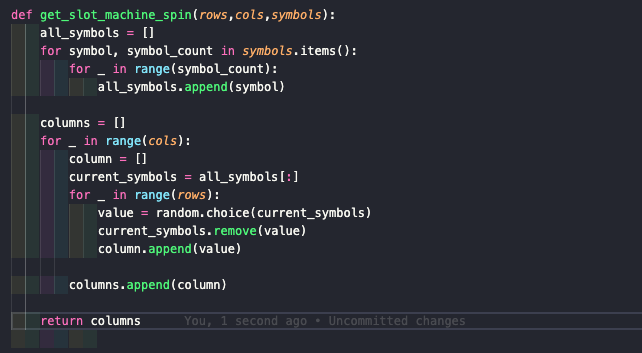 def get_slot_machine_spin(rows,cols,symbols):
    all_symbols = []
    for symbol, symbol_count in symbols.items():
        for _ in range(symbol_count):
            all_symbols.append(symbol)

    columns = []
    for _ in range(cols):
        column = []
        current_symbols = all_symbols[:]
        for _ in range(rows):
            value = random.choice(current_symbols)
            current_symbols.remove(value)
            column.append(value)

        columns.append(column)

    return columns      You, 1 second ago • Uncommitted changes